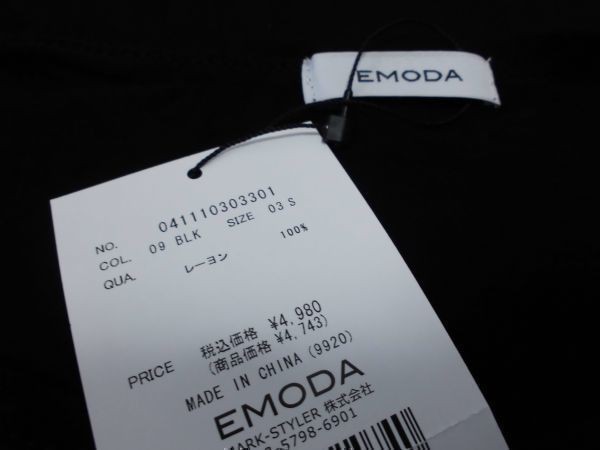 EMODA
NO. 041110303301
COL. 09 BLK SIZE 03 S
QUA. レーヨン 100%
PRICE 税込価格 ¥4,980
(商品価格 ¥4,743)
MADE IN CHINA (9920)
EMODA
MARK-STYLER 株式会社
-5798-6901